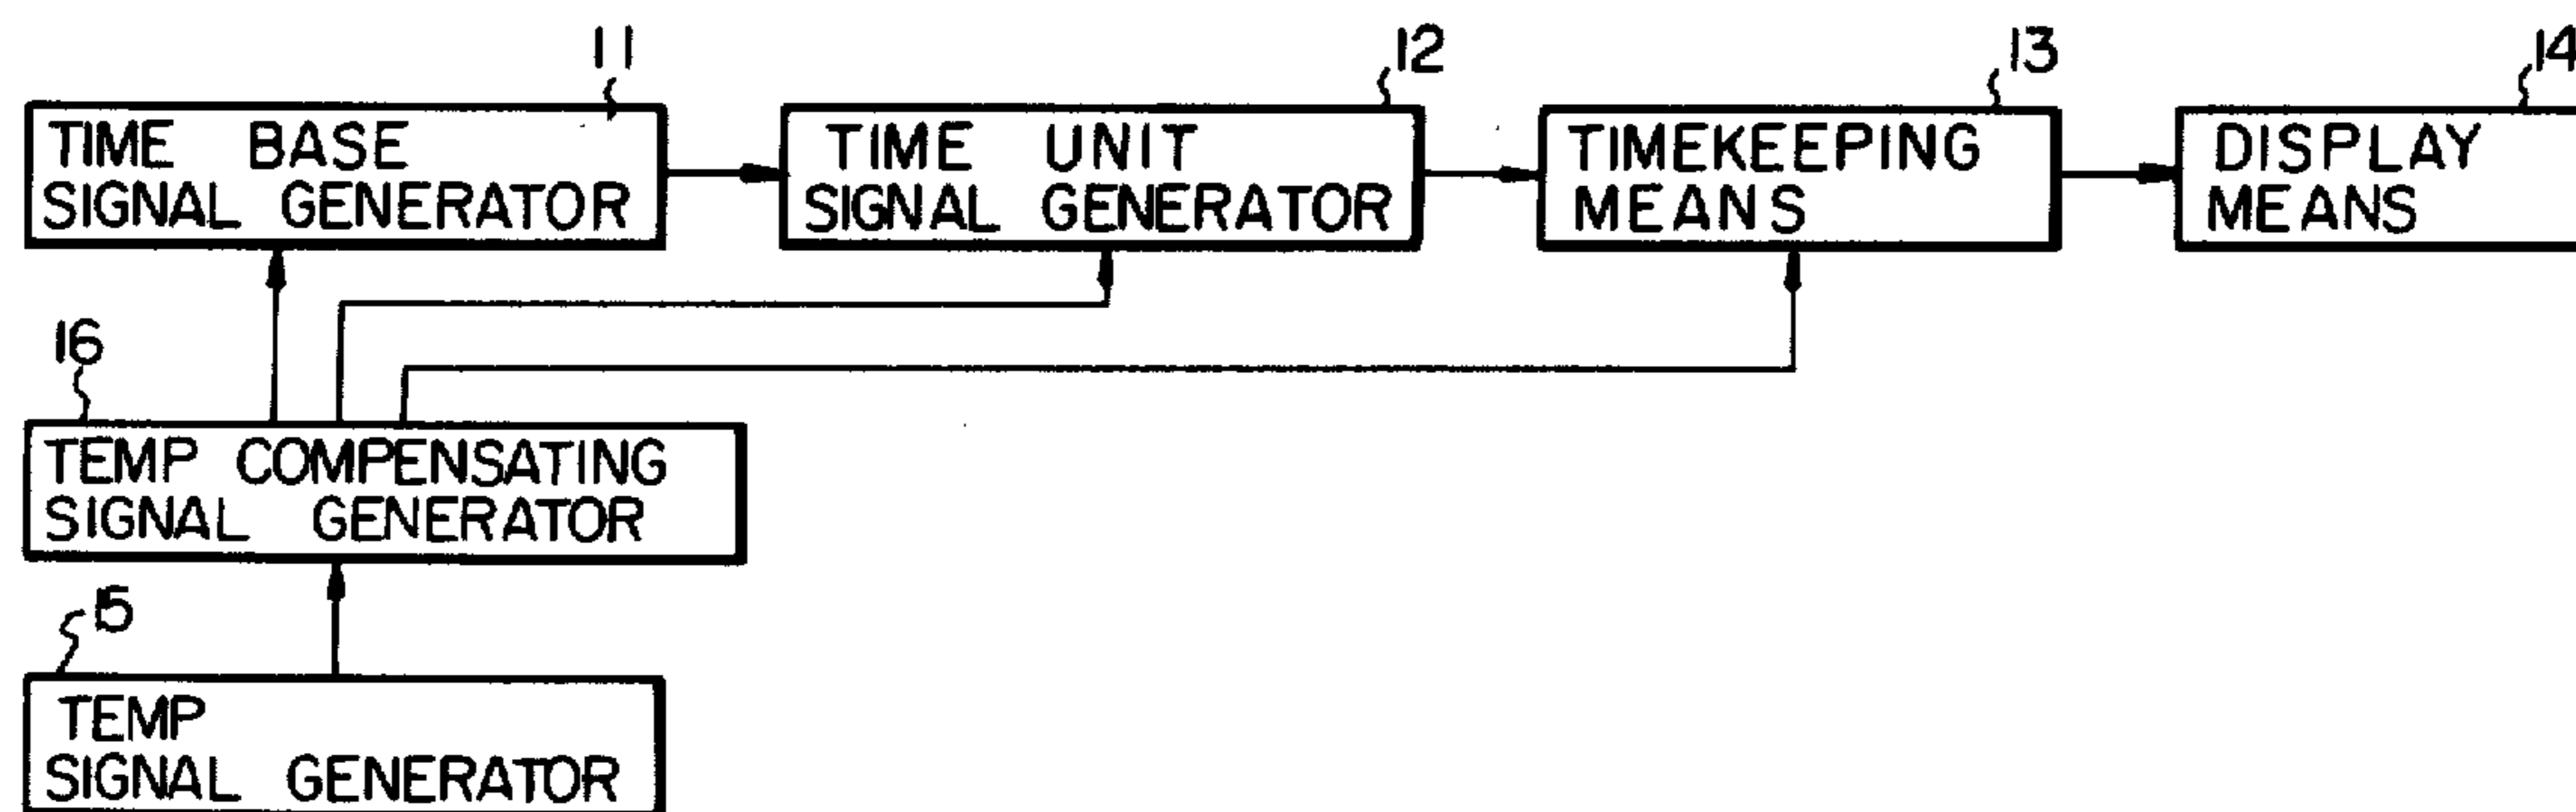 11
12
13
14
TIME BASE
SIGNAL GENERATOR
TIME UNIT
SIGNAL GENERATOR
TIMEKEEPING
MEANS
DISPLAY
MEANS
16
TEMP COMPENSATING
SIGNAL GENERATOR
15
TEMP
SIGNAL GENERATOR